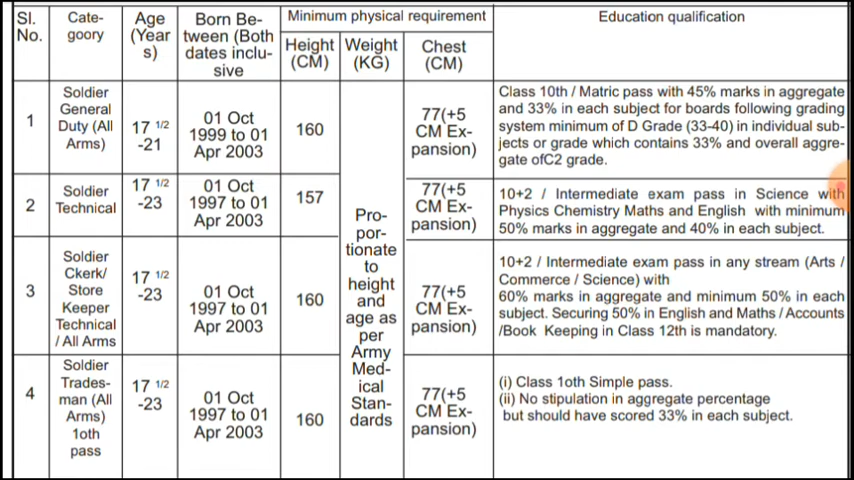 Sl.
No.
Cate-
goory
Age
(Year
s)
Born Be-
tween (Both
dates inclu-
sive
Minimum physical requirement
Height
(CM)
Weight
(KG)
Chest
(CM)
Education qualification
1
Soldier
General
Duty (All
Arms)
17 1/2
-21
01 Oct
1999 to 01
Apr 2003
160
77(+5
CM Ex-
pansion)
Class 10th / Matric pass with 45% marks in aggregate
and 33% in each subject for boards following grading
system minimum of D Grade (33-40) in individual sub-
jects or grade which contains 33% and overall aggre-
gate ofC2 grade.
2
Soldier
Technical
17 1/2
-23
01 Oct
1997 to 01
Apr 2003
157
77(+5
CM Ex-
pansion)
10+2 / Intermediate exam pass in Science with
Physics Chemistry Maths and English with minimum
50% marks in aggregate and 40% in each subject.
Pro-
por-
tionate
to
height
and
age as
per
Army
Med-
ical
Stan-
dards
3
Soldier
Ckerk/
Store
Keeper
Technical
/ All Arms
17 1/2
-23
01 Oct
1997 to 01
Apr 2003
160
77(+5
CM Ex-
pansion)
10+2 / Intermediate exam pass in any stream (Arts /
Commerce / Science) with
60% marks in aggregate and minimum 50% in each
subject. Securing 50% in English and Maths / Accounts
/Book Keeping in Class 12th is mandatory.
4
Soldier
Trades-
man (All
Arms)
1oth
pass
17 1/2
-23
01 Oct
1997 to 01
Apr 2003
160
77(+5
CM Ex-
pansion)
(i) Class 1oth Simple pass.
(ii) No stipulation in aggregate percentage
but should have scored 33% in each subject.